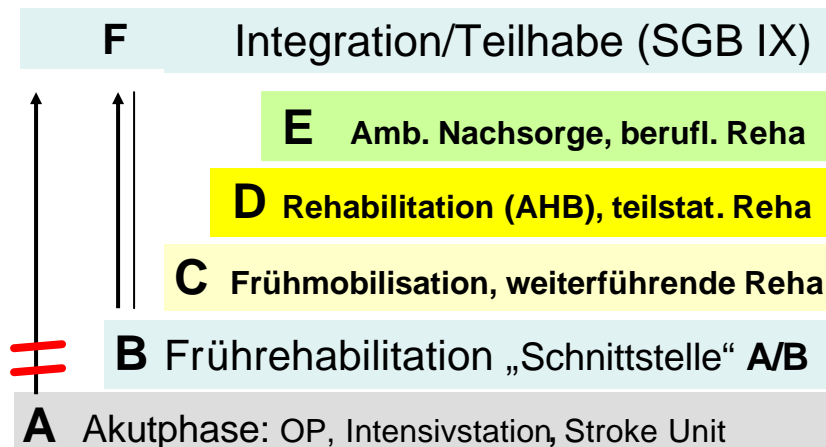 F Integration/Teilhabe (SGB IX)
E Amb. Nachsorge, berufl. Reha
D Rehabilitation (AHB), teilstat. Reha
C Frühmobilisation, weiterführende Reha
B Frührehabilitation „Schnittstelle“ A/B
A Akutphase: OP, Intensivstation, Stroke Unit